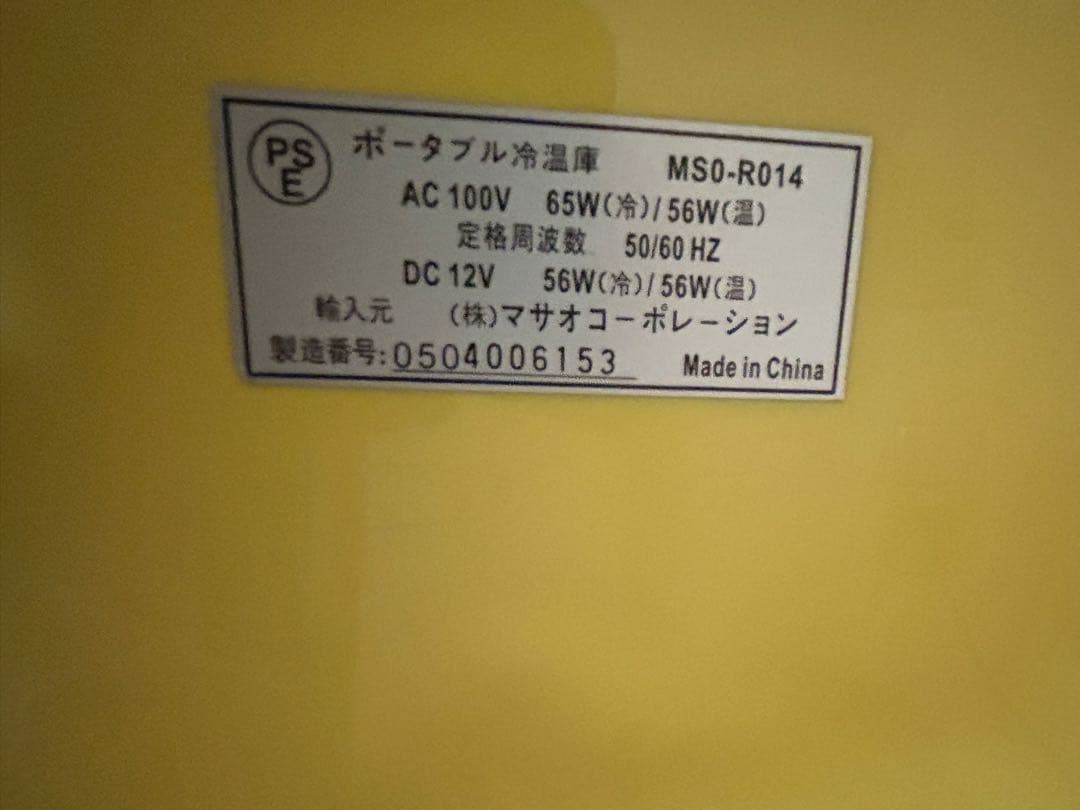 PSE ポータブル冷温庫 MS0-R014
AC 100V 65W(冷)/56W(温)
定格周波数 50/60 HZ
DC 12V 56W(冷)/56W(温)
輸入元 (株)マサオコーポレーション
製造番号:0504006153 Made in China